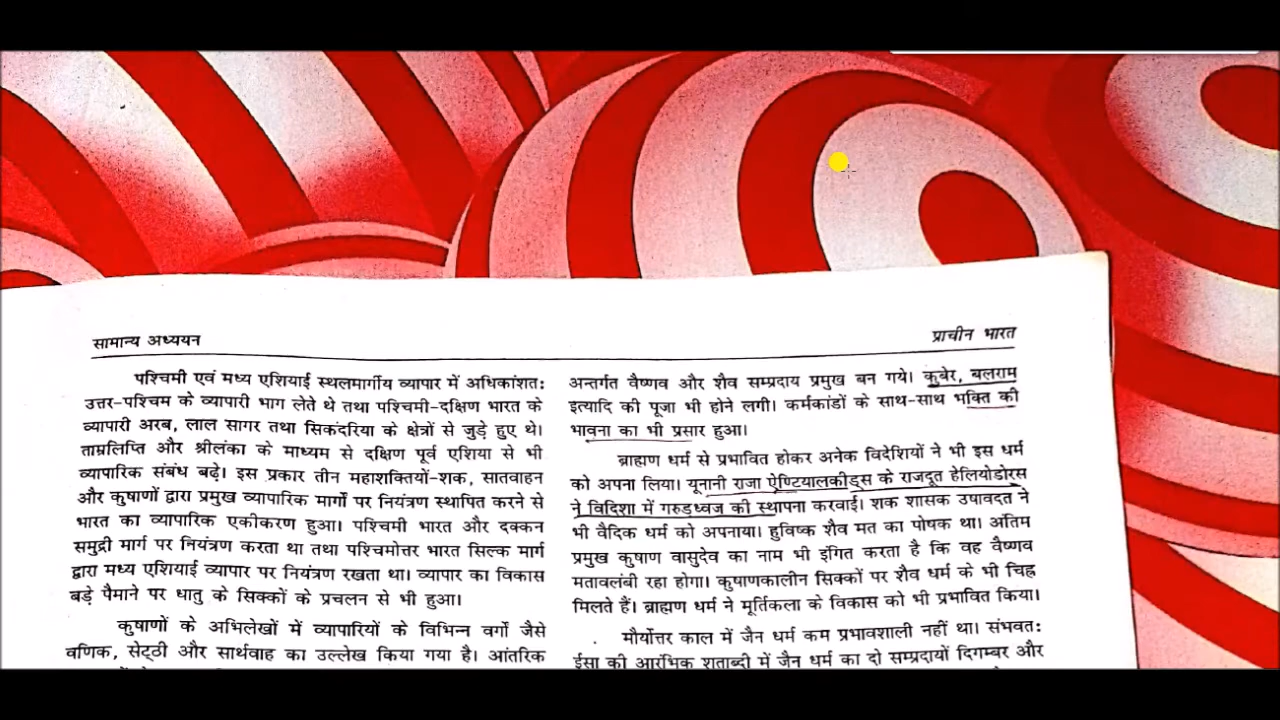 सामान्य अध्ययन
प्राचीन भारत
पश्चिमी एवं मध्य एशियाई स्थलमार्गीय व्यापार में अधिकांशतः
उत्तर-पश्चिम के व्यापारी भाग लेते थे तथा पश्चिमी-दक्षिण भारत के
व्यापारी अरब, लाल सागर तथा सिकंदरिया के क्षेत्रों से जुड़े हुए थे।
ताम्रलिप्ति और श्रीलंका के माध्यम से दक्षिण पूर्व एशिया से भी
व्यापारिक संबंध बढ़े। इस प्रकार तीन महाशक्तियों-शक, सातवाहन
और कुषाणों द्वारा प्रमुख व्यापारिक मार्गों पर नियंत्रण स्थापित करने से
भारत का व्यापारिक एकीकरण हुआ। पश्चिमी भारत और दक्कन
समुद्री मार्ग पर नियंत्रण करता था तथा पश्चिमोत्तर भारत सिल्क मार्ग
द्वारा मध्य एशियाई व्यापार पर नियंत्रण रखता था। व्यापार का विकास
बड़े पैमाने पर धातु के सिक्कों के प्रचलन से भी हुआ।
कुषाणों के अभिलेखों में व्यापारियों के विभिन्न वर्गों जैसे
वणिक, सेट्ठी और सार्थवाह का उल्लेख किया गया है। आंतरिक
अन्तर्गत वैष्णव और शैव सम्प्रदाय प्रमुख बन गये। कुबेर, बलराम
इत्यादि की पूजा भी होने लगी। कर्मकांडों के साथ-साथ भक्ति की
भावना का भी प्रसार हुआ।
ब्राह्मण धर्म से प्रभावित होकर अनेक विदेशियों ने भी इस धर्म
को अपना लिया। यूनानी राजा ऐण्टियालकीड्स के राजदूत हेलियोडोरस
ने विदिशा में गरुडध्वज की स्थापना करवाई। शक शासक उषावदत ने
भी वैदिक धर्म को अपनाया। हुविष्क शैव मत का पोषक था। अंतिम
प्रमुख कुषाण वासुदेव का नाम भी इंगित करता है कि वह वैष्णव
मतावलंबी रहा होगा। कुषाणकालीन सिक्कों पर शैव धर्म के भी चिह्न
मिलते हैं। ब्राह्मण धर्म ने मूर्तिकला के विकास को भी प्रभावित किया।
मौर्योत्तर काल में जैन धर्म कम प्रभावशाली नहीं था। संभवतः
ईसा की आरंभिक शताब्दी में जैन धर्म का दो सम्प्रदायों दिगम्बर और